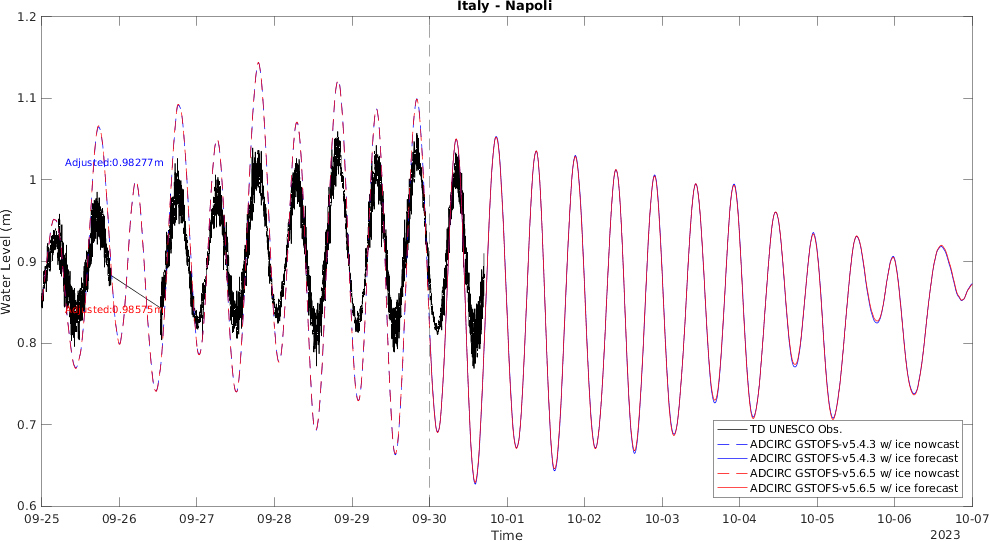 Italy - Napoli
1.2
1.1
1
0.9
0.8
0.7
0.6
Water Level (m)
Adjusted:0.98277m
Adjusted:0.98575m
TD UNESCO Obs.
ADCIRC GSTOFS-v5.4.3 w/ ice nowcast
ADCIRC GSTOFS-v5.4.3 w/ ice forecast
ADCIRC GSTOFS-v5.6.5 w/ ice nowcast
ADCIRC GSTOFS-v5.6.5 w/ ice forecast
09-25 09-26 09-27 09-28 09-29 09-30 10-01 10-02 10-03 10-04 10-05 10-06 10-07
Time
2023